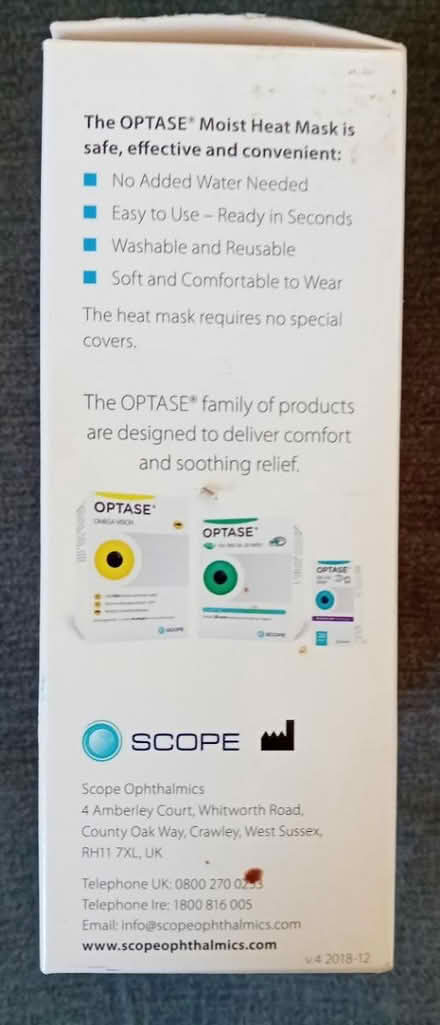 The OPTASE® Moist Heat Mask is
safe, effective and convenient:
No Added Water Needed
Easy to Use – Ready in Seconds
Washable and Reusable
Soft and Comfortable to Wear
The heat mask requires no special
covers.
The OPTASE® family of products
are designed to deliver comfort
and soothing relief.
OPTASE®
OMEGA VISION
SCOPE
OPTASE®
SCOPE
OPTASE®
SCOPE
Scope Ophthalmics
4 Amberley Court, Whitworth Road,
County Oak Way, Crawley, West Sussex,
RH11 7XL, UK
Telephone UK: 0800 270 0253
Telephone Ire: 1800 816 005
Email: info@scopeophthalmics.com
www.scopeophthalmics.com
v.4 2018-12